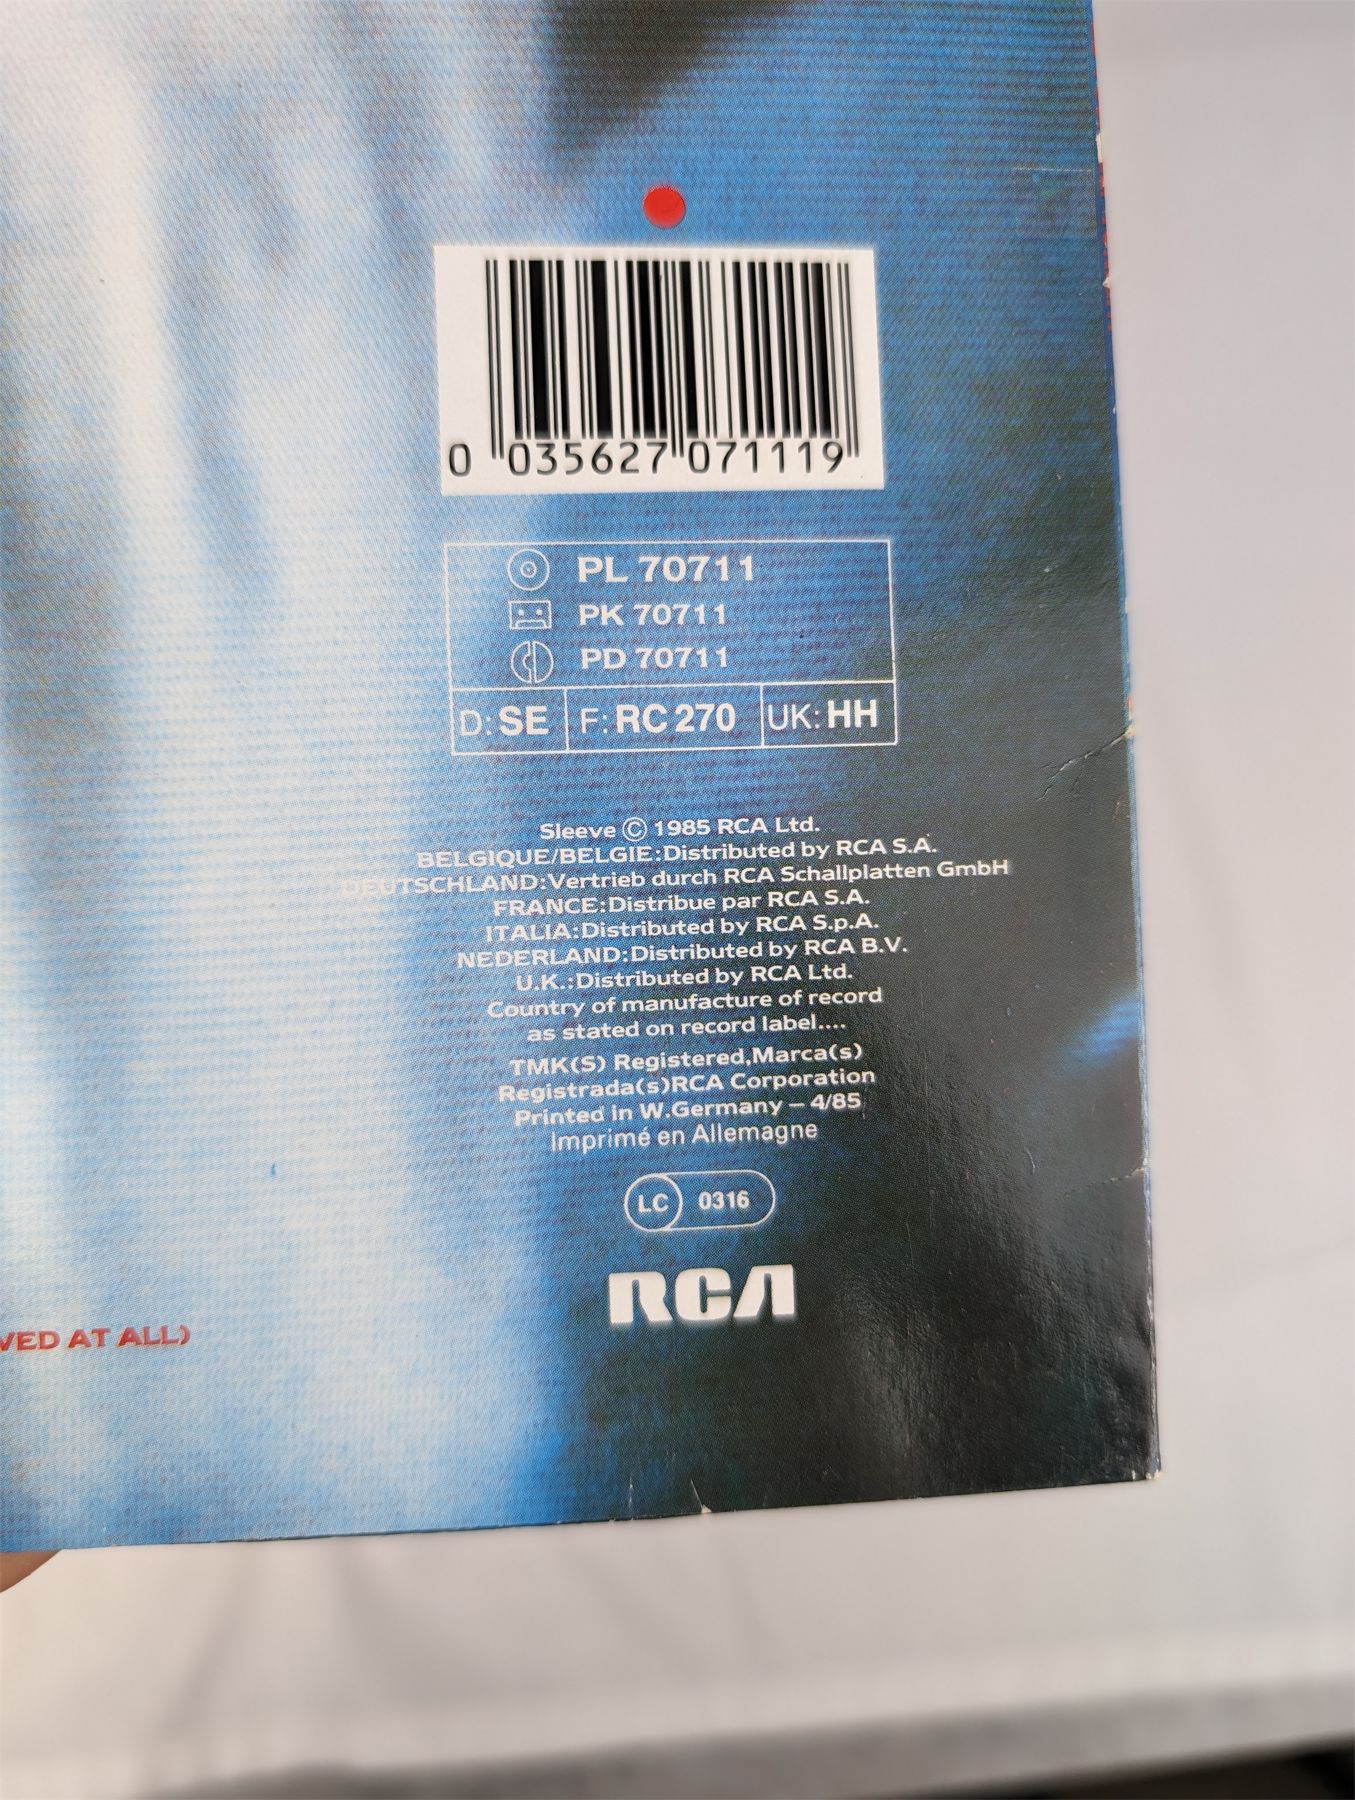 0 035627 071119
PL 70711
PK 70711
PD 70711
D: SE F: RC 270 UK: HH
Sleeve © 1985 RCA Ltd.
BELGIQUE/BELGIE:Distributed by RCA S.A.
DEUTSCHLAND:Vertrieb durch RCA Schallplatten GmbH
FRANCE:Distribue par RCA S.A.
ITALIA:Distributed by RCA S.p.A.
NEDERLAND:Distributed by RCA B.V.
U.K.:Distributed by RCA Ltd.
Country of manufacture of record
as stated on record label....
TMK(S) Registered,Marca(s)
Registrada(s)RCA Corporation
Printed in W.Germany – 4/85
Imprimé en Allemagne
LC 0316
RCA
VED AT ALL)